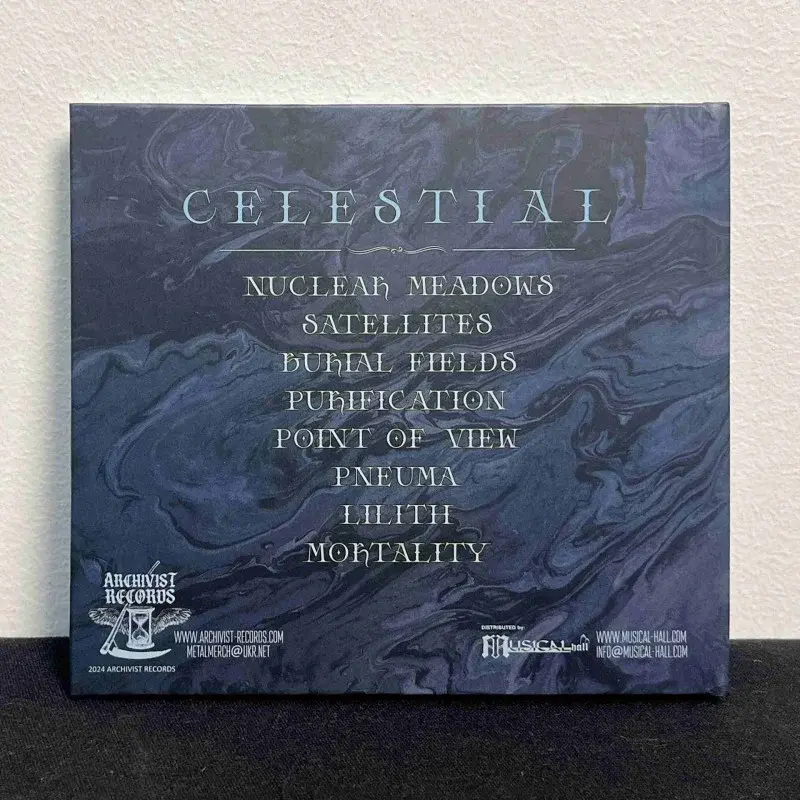 CELESTIAL
NUCLEAR MEADOWS
SATELLITES
BURIAL FIELDS
PURIFICATION
POINT OF VIEW
PNEUMA
LILITH
MORTALITY
ARCHIVIST
RECORDS
WWW.ARCHIVIST-RECORDS.COM
METALMERCH@UKR.NET
2024 ARCHIVIST RECORDS
DISTRIBUTED by:
MUSICAL hall
WWW.MUSICAL-HALL.COM
INFO@MUSICAL-HALL.COM